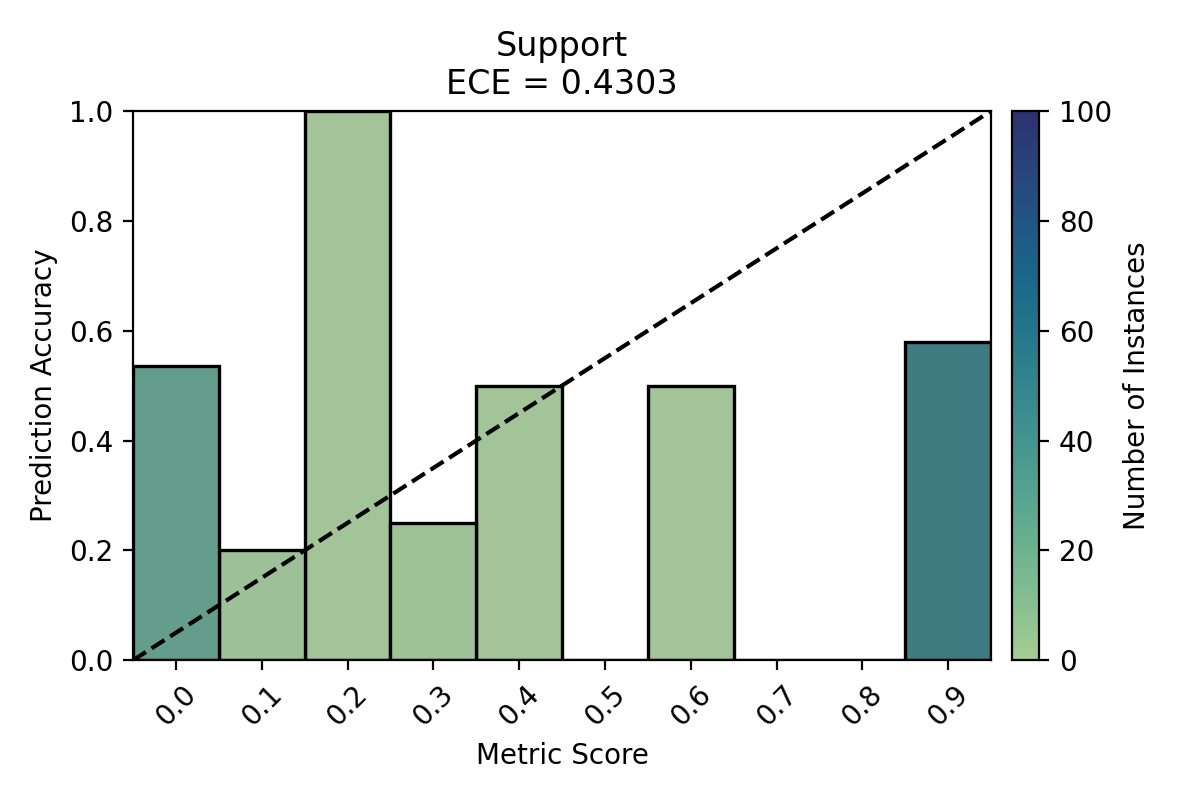 Support
ECE = 0.4303
1.0
0.8
0.6
0.4
0.2
0.0
Prediction Accuracy
0.0 0.1 0.2 0.3 0.4 0.5 0.6 0.7 0.8 0.9
Metric Score
100
80
60
40
20
0
Number of Instances